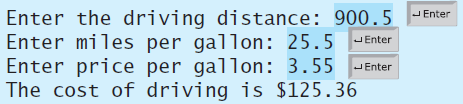 Enter the driving distance: 900.5 ↵ Enter
Enter miles per gallon: 25.5 ↵ Enter
Enter price per gallon: 3.55 ↵ Enter
The cost of driving is $125.36